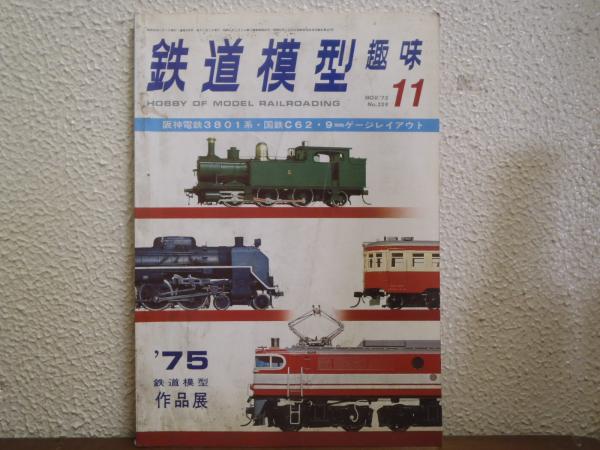 鉄道模型趣味
HOBBY OF MODEL RAILROADING
NOV.'75
No.329
11
阪神電鉄3801系・国鉄C62・9mmゲージレイアウト
'75
鉄道模型
作品展